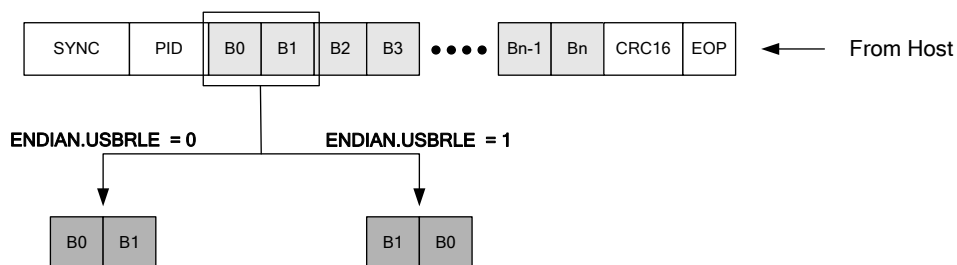 SYNC PID B0 B1 B2 B3 Bn-1 Bn CRC16 EOP From Host
ENDIAN.USBRLE = 0 ENDIAN.USBRLE = 1
B0 B1 B1 B0